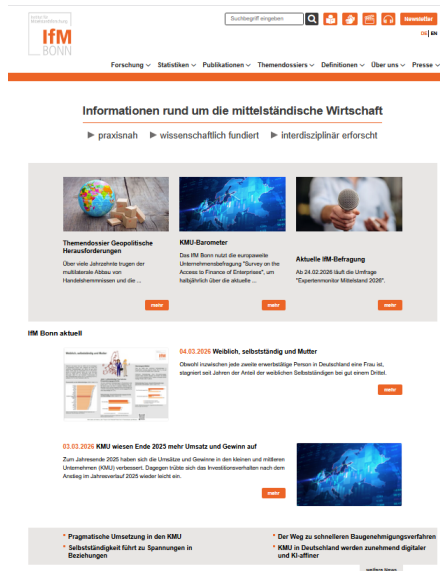 Institut für
Mittelstandsforschung
IfM
BONN
Suchbegriff eingeben
Newsletter
DE| EN
Forschung Statistiken Publikationen Themendossiers Definitionen Über uns Presse
Informationen rund um die mittelständische Wirtschaft
praxisnah wissenschaftlich fundiert interdisziplinär erforscht
Themendossier Geopolitische
Herausforderungen
Über viele Jahrzehnte trugen der
multilaterale Abbau von
Handelshemmnissen und die ...
mehr
KMU-Barometer
Das IfM Bonn nutzt die europaweite
Unternehmensbefragung "Survey on the
Access to Finance of Enterprises", um
halbjährlich über die aktuelle ...
mehr
Aktuelle IfM-Befragung
Ab 24.02.2026 läuft die Umfrage
"Expertenmonitor Mittelstand 2026".
mehr
IfM Bonn aktuell
Weiblich, selbstständig und Mutter
04.03.2026 Weiblich, selbstständig und Mutter
Obwohl inzwischen jede zweite erwerbstätige Person in Deutschland eine Frau ist,
stagniert seit Jahren der Anteil der weiblichen Selbstständigen bei gut einem Drittel.
mehr
03.03.2026 KMU wiesen Ende 2025 mehr Umsatz und Gewinn auf
Zum Jahresende 2025 haben sich die Umsätze und Gewinne in den kleinen und mittleren
Unternehmen (KMU) verbessert. Dagegen trübte sich das Investitionsverhalten nach dem
Anstieg im Jahresverlauf 2025 wieder leicht ein.
mehr
* Pragmatische Umsetzung in den KMU
* Selbstständigkeit führt zu Spannungen in
Beziehungen
* Der Weg zu schnelleren Baugenehmigungsverfahren
* KMU in Deutschland werden zunehmend digitaler
und KI-affiner
weitere News